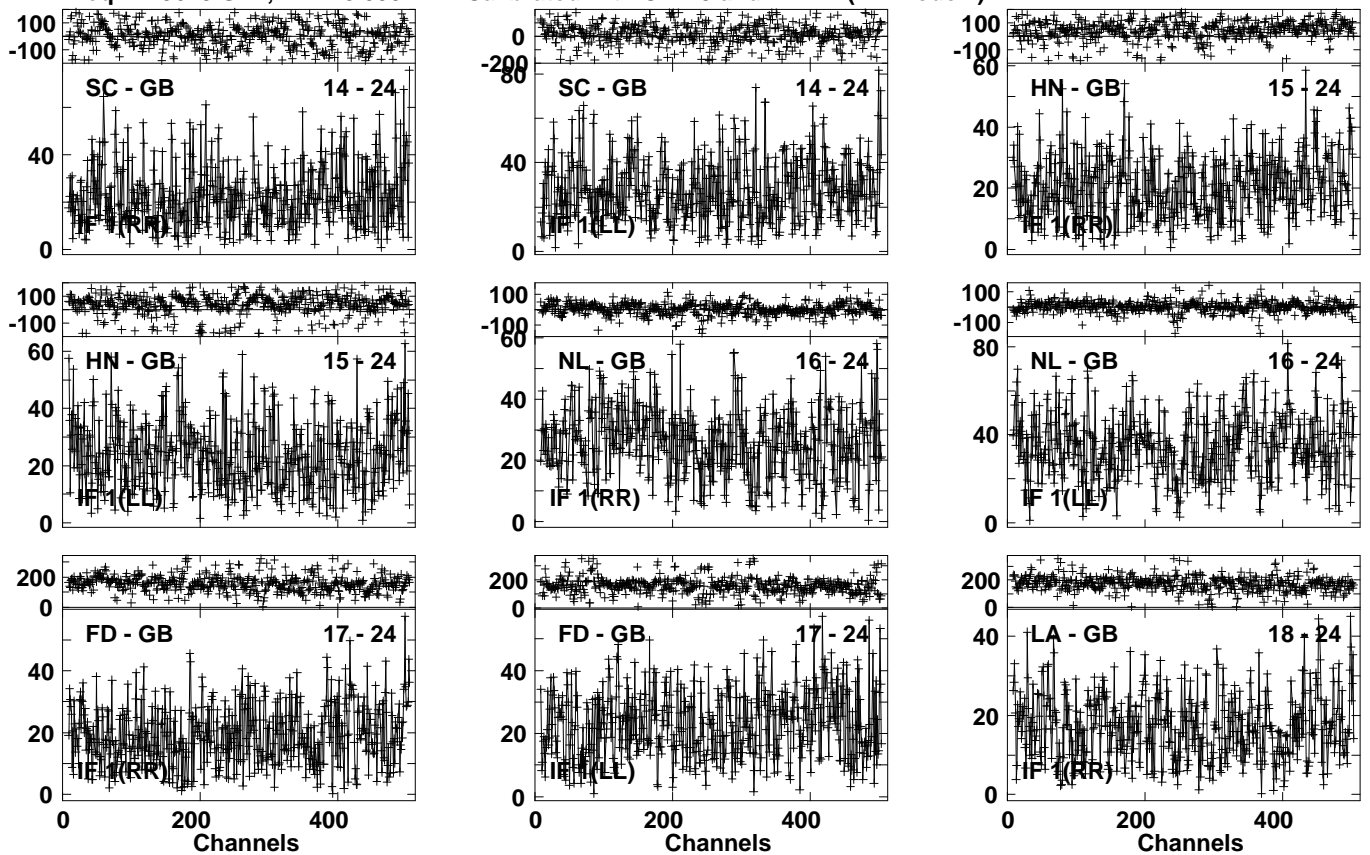 100
-100
SC - GB 14 - 24
40
20
0
IF 1(RR)
0
-200
80
SC - GB 14 - 24
40
0
IF 1(LL)
100
-100
60
HN - GB 15 - 24
40
20
0
IF 1(RR)
100
-100
60
HN - GB 15 - 24
40
20
0
IF 1(LL)
100
-100
60
NL - GB 16 - 24
40
20
0
IF 1(RR)
100
-100
80
NL - GB 16 - 24
40
0
IF 1(LL)
200
0
FD - GB 17 - 24
40
20
0
IF 1(RR)
0 200 400
Channels
200
0
FD - GB 17 - 24
40
20
0
IF 1(LL)
0 200 400
Channels
200
0
LA - GB 18 - 24
40
20
0
IF 1(RR)
0 200 400
Channels